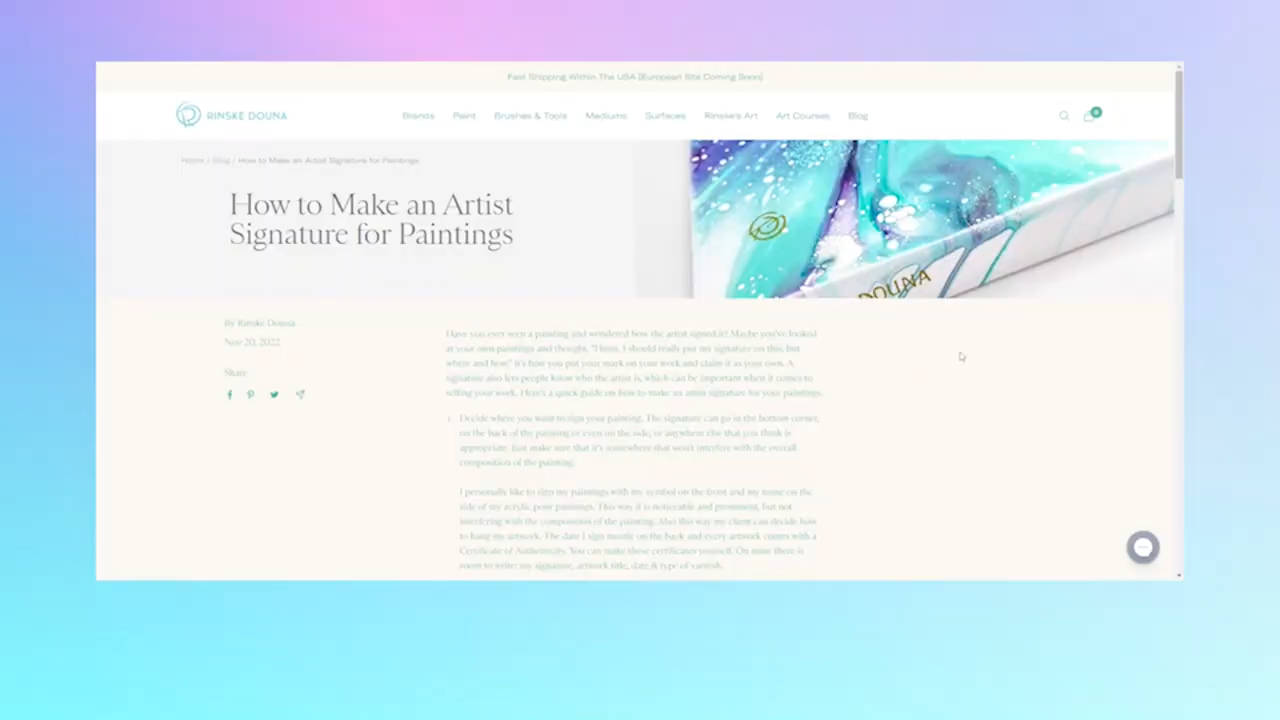 Fast Shipping Within The USA [European Site Coming Soon]
RINSKE DOUNA
Brands Paint Brushes & Tools Mediums Surfaces Rinske's Art Art Courses Blog
0
Home / Blog / How to Make an Artist Signature for Paintings
How to Make an Artist
Signature for Paintings
DOUNA
By Rinske Douna
Nov 20, 2022
Share
Have you ever seen a painting and wondered how the artist signed it? Maybe you've looked
at your own paintings and thought, "Hmm, I should really put my signature on this, but
where and how?" It's how you put your mark on your work and claim it as your own. A
signature also lets people know who the artist is, which can be important when it comes to
selling your work. Here's a quick guide on how to make an artist signature for your paintings.
1. Decide where you want to sign your painting. The signature can go in the bottom corner,
on the back of the painting or even on the side, or anywhere else that you think is
appropriate. Just make sure that it's somewhere that won't interfere with the overall
composition of the painting.
I personally like to sign my paintings with my symbol on the front and my name on the
side of my acrylic pour paintings. This way it is noticeable and prominent, but not
interfering with the composition of the painting. Also this way my client can decide how
to hang my artwork. The date I sign mostly on the back and every artwork comes with a
Certificate of Authenticity. You can make these certificates yourself. On mine there is
room to write my signature, artwork title, date & type of varnish.